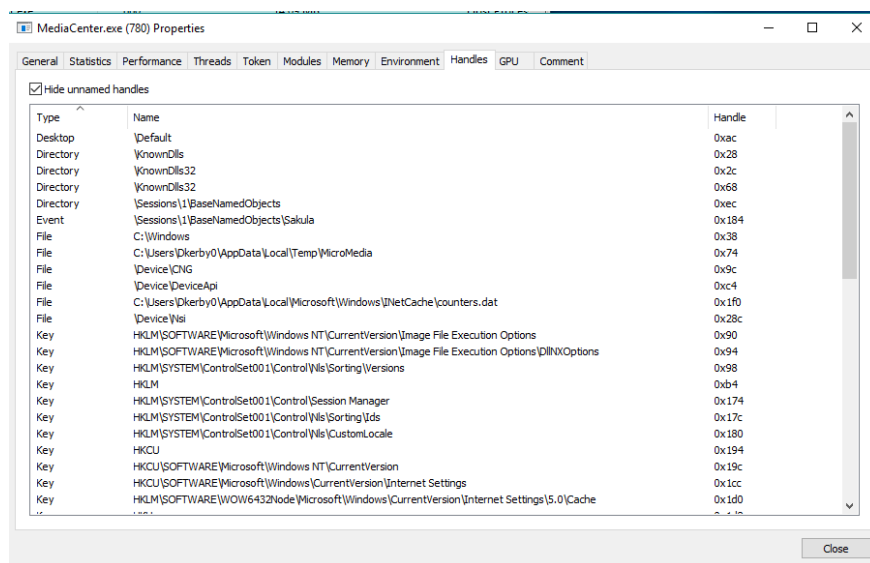 MediaCenter.exe (780) Properties
General Statistics Performance Threads Token Modules Memory Environment Handles GPU Comment
Hide unnamed handles
Type Name Handle
Desktop \Default 0xac
Directory \KnownDlls 0x28
Directory \KnownDlls32 0x2c
Directory \KnownDlls32 0x68
Directory \Sessions\1\BaseNamedObjects 0xec
Event \Sessions\1\BaseNamedObjects\Sakula 0x184
File C:\Windows 0x38
File C:\Users\Dkerby0\AppData\Local\Temp\MicroMedia 0x74
File \Device\CNG 0x9c
File \Device\DeviceApi 0xc4
File C:\Users\Dkerby0\AppData\Local\Microsoft\Windows\INetCache\counters.dat 0x1f0
File \Device\Nsi 0x28c
Key HKLM\SOFTWARE\Microsoft\Windows NT\CurrentVersion\Image File Execution Options 0x90
Key HKLM\SOFTWARE\Microsoft\Windows NT\CurrentVersion\Image File Execution Options\DllNXOptions 0x94
Key HKLM\SYSTEM\ControlSet001\Control\Nls\Sorting\Versions 0x98
Key HKLM 0xb4
Key HKLM\SYSTEM\ControlSet001\Control\Session Manager 0x174
Key HKLM\SYSTEM\ControlSet001\Control\Nls\Sorting\Ids 0x17c
Key HKLM\SYSTEM\ControlSet001\Control\Nls\CustomLocale 0x180
Key HKCU 0x194
Key HKCU\SOFTWARE\Microsoft\Windows NT\CurrentVersion 0x19c
Key HKCU\SOFTWARE\Microsoft\Windows\CurrentVersion\Internet Settings 0x1cc
Key HKLM\SOFTWARE\WOW6432Node\Microsoft\Windows\CurrentVersion\Internet Settings\5.0\Cache 0x1d0
Close